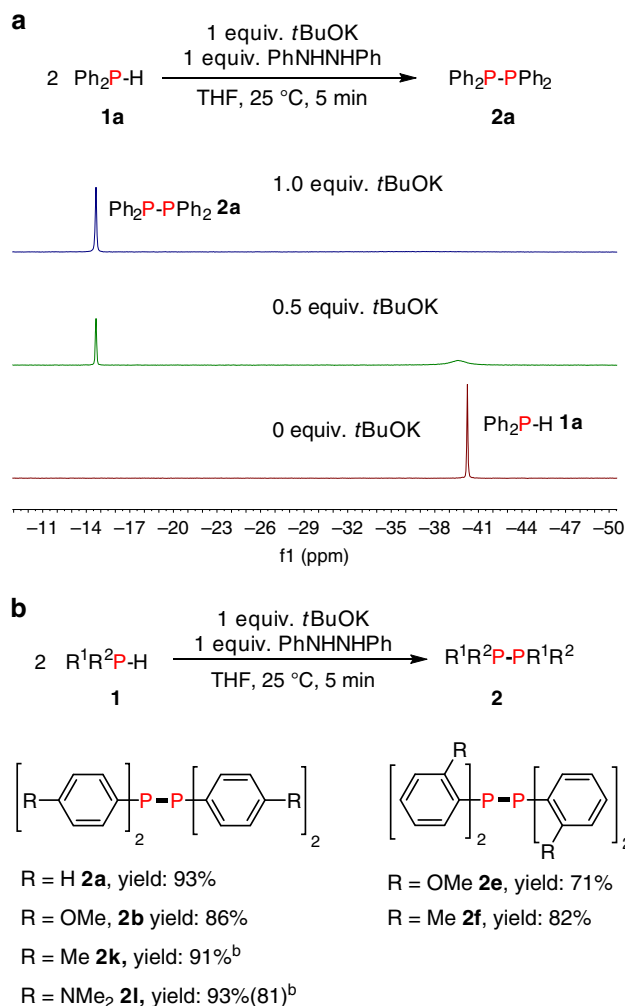 a
1 equiv. tBuOK
2 Ph₂P-H
1 equiv. PhNHNHPh
Ph₂P-PPh₂
THF, 25 °C, 5 min
1a
2a
1.0 equiv. tBuOK
Ph₂P-PPh₂ 2a
0.5 equiv. tBuOK
0 equiv. tBuOK
Ph₂P-H 1a
−11 −14 −17 −20 −23 −26 −29 −32 −35 −38 −41 −44 −47 −50
f1 (ppm)
b
1 equiv. tBuOK
1 equiv. PhNHNHPh
2 R¹R²P-H
R¹R²P-PR¹R²
THF, 25 °C, 5 min
1
2
R P P R
2 2
R
P P
2 2
R
R = H 2a, yield: 93%
R = OMe, 2b yield: 86%
R = Me 2k, yield: 91%ᵇ
R = NMe₂ 2l, yield: 93%(81)ᵇ
R = OMe 2e, yield: 71%
R = Me 2f, yield: 82%